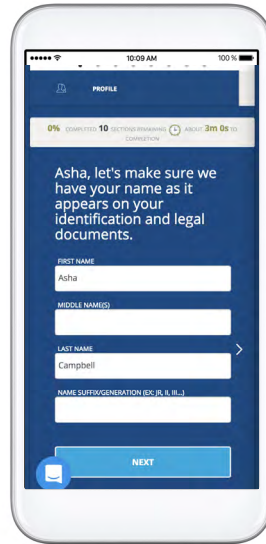 10:09 AM
100 %
PROFILE
0% COMPLETED 10 SECTIONS REMAINING ABOUT 3m 0s TO
COMPLETION
Asha, let's make sure we
have your name as it
appears on your
identification and legal
documents.
FIRST NAME
Asha
MIDDLE NAME(S)
LAST NAME
Campbell
NAME SUFFIX/GENERATION (EX: JR, II, III...)
NEXT